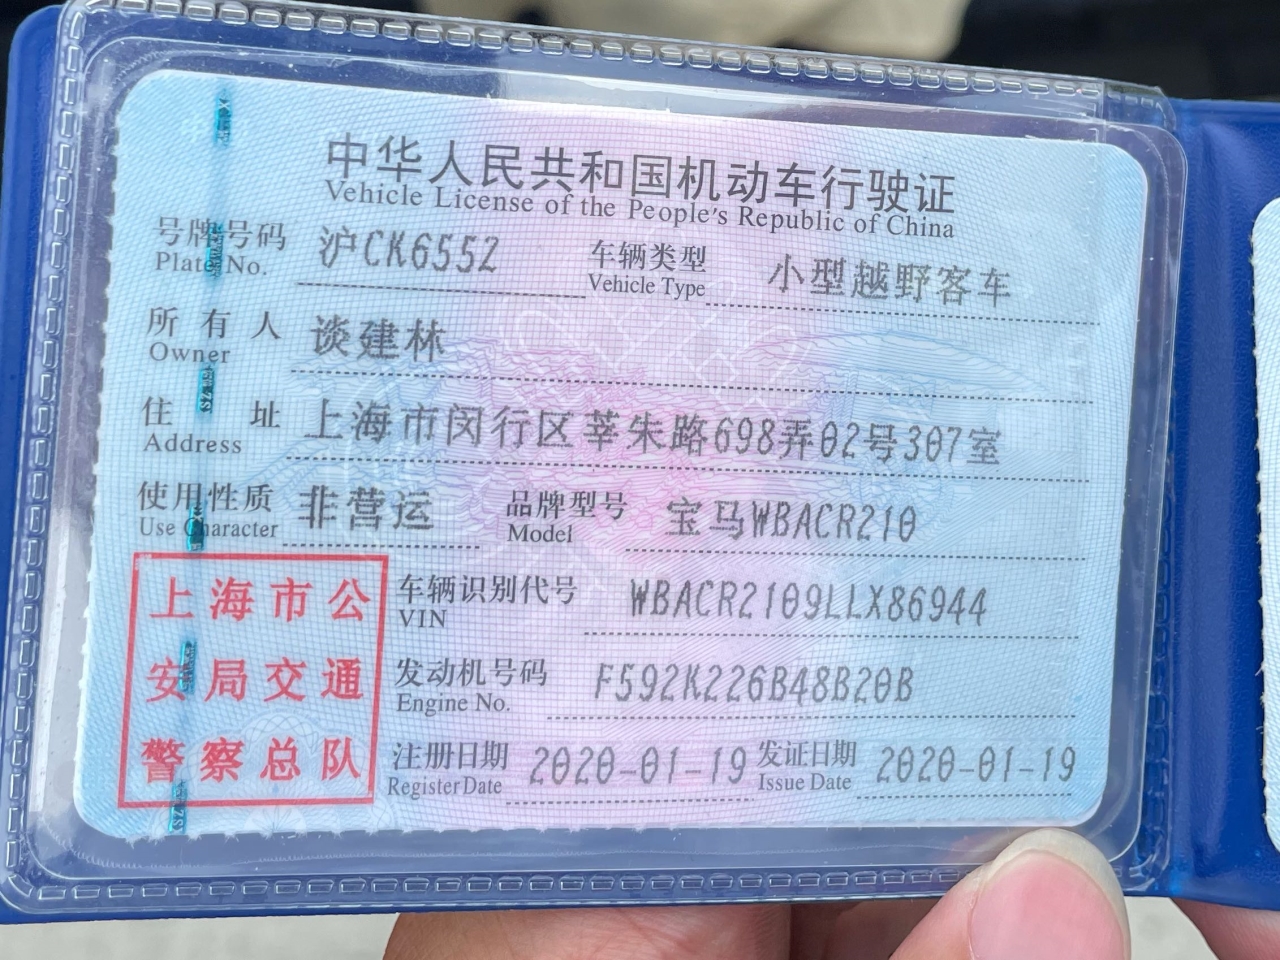 中华人民共和国机动车行驶证
Vehicle License of the People's Republic of China
号牌号码 沪CK6552 车辆类型 小型越野客车
Plate No. Vehicle Type
所有人 谈建林
Owner
住址 上海市闵行区莘朱路698弄02号307室
Address
使用性质 非营运 品牌型号 宝马WBACR210
Use Character Model
上海市公安局交通警察总队
车辆识别代号 WBACR2109LLX86944
VIN
发动机号码 F592K226B48B20B
Engine No.
注册日期 2020-01-19 发证日期 2020-01-19
Register Date Issue Date